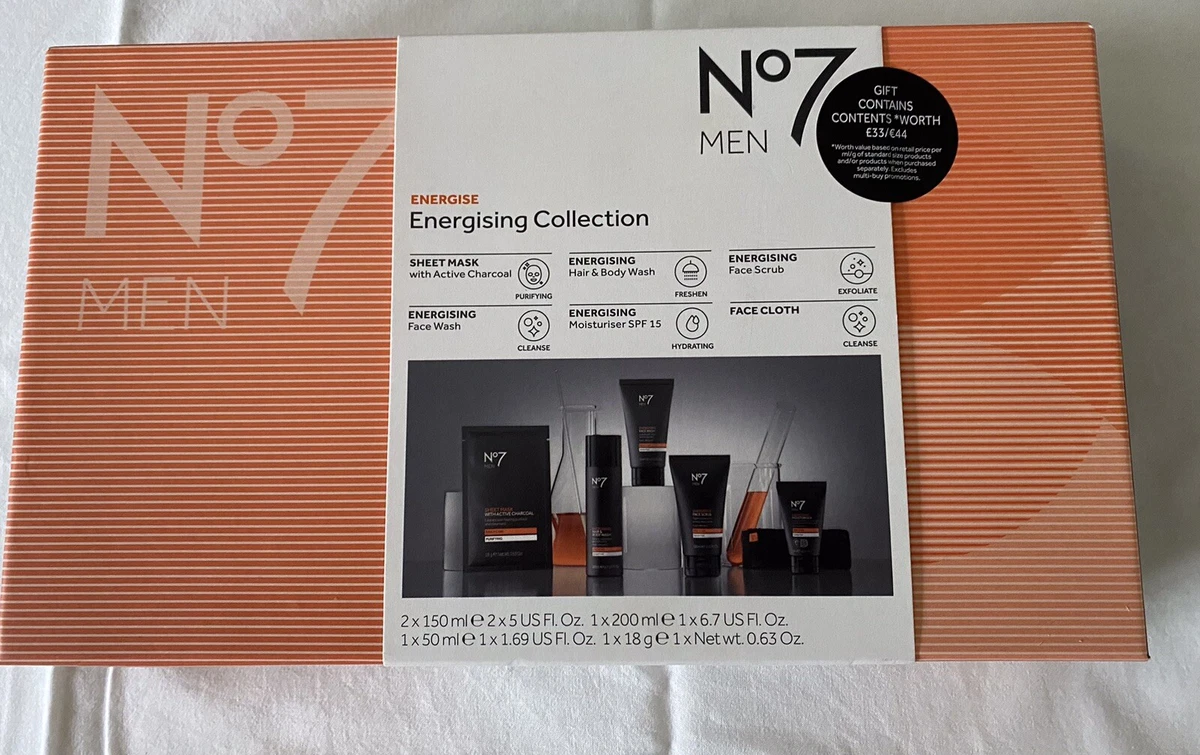 Nº7
MEN
Nº7
MEN
GIFT
CONTAINS
CONTENTS *WORTH
£33/€44
*Worth value based on retail price per
ml/g of standard size products
and/or products when purchased
separately. Excludes
multi-buy promotions.
ENERGISE
Energising Collection
SHEET MASK
with Active Charcoal
PURIFYING
ENERGISING
Hair & Body Wash
FRESHEN
ENERGISING
Face Scrub
EXFOLIATE
ENERGISING
Face Wash
CLEANSE
ENERGISING
Moisturiser SPF 15
HYDRATING
FACE CLOTH
CLEANSE
Nº7
MEN
SHEET MASK
WITH ACTIVE CHARCOAL
PURIFYING
Nº7
Nº7
Nº7
Nº7
2 x 150 ml ℮ 2 x 5 US Fl. Oz. 1 x 200 ml ℮ 1 x 6.7 US Fl. Oz.
1 x 50 ml ℮ 1 x 1.69 US Fl. Oz. 1 x 18 g ℮ 1 x Net wt. 0.63 Oz.